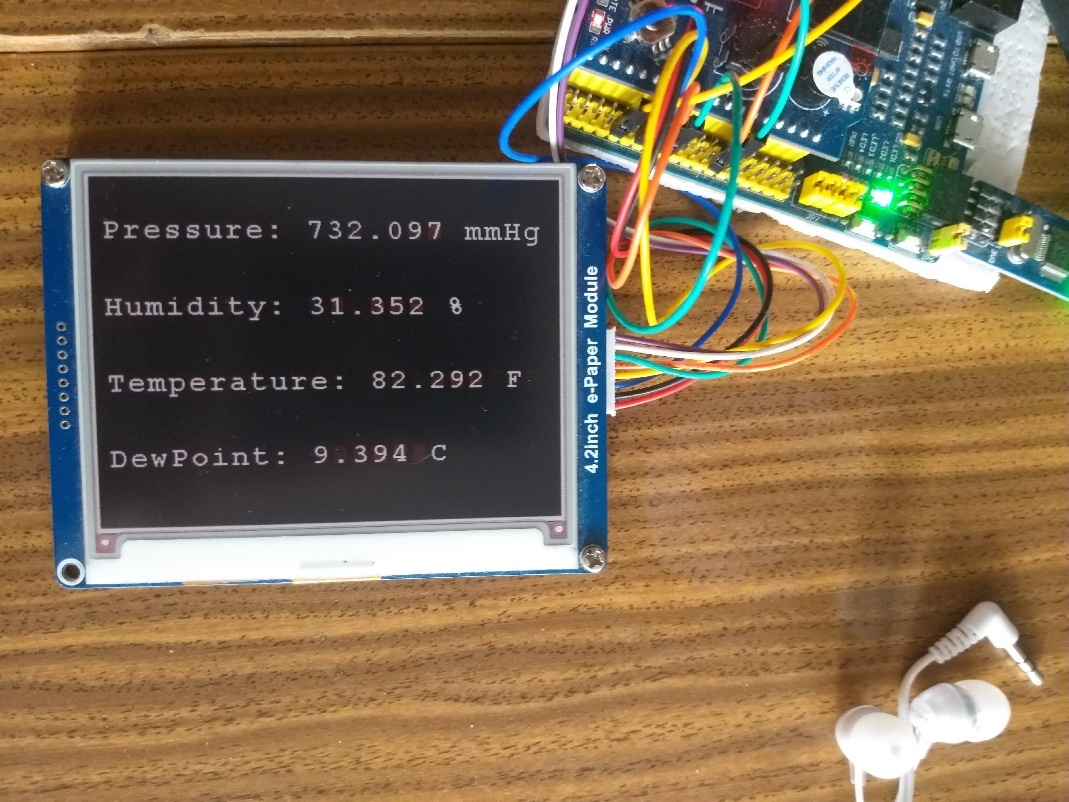 Pressure: 732.097 mmHg
Humidity: 31.352 %
Temperature: 82.292 F
DewPoint: 9.394 C
4.2inch e-Paper Module